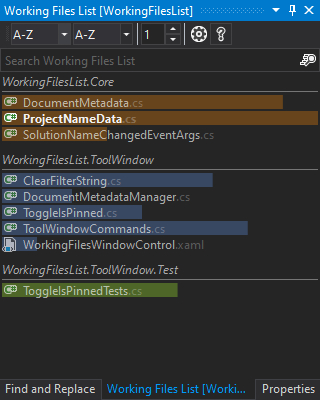 Working Files List [WorkingFilesList]
A-Z A-Z 1 ?
Search Working Files List
WorkingFilesList.Core
DocumentMetadata.cs
ProjectNameData.cs
SolutionNameChangedEventArgs.cs
WorkingFilesList.ToolWindow
ClearFilterString.cs
DocumentMetadataManager.cs
ToggleIsPinned.cs
ToolWindowCommands.cs
WorkingFilesWindowControl.xaml
WorkingFilesList.ToolWindow.Test
ToggleIsPinnedTests.cs
Find and Replace Working Files List [Worki... Properties